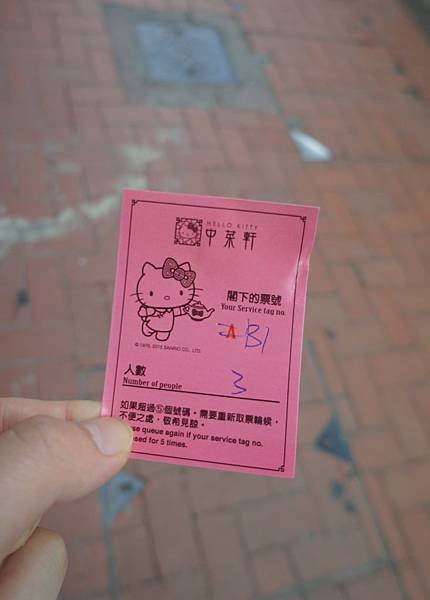 HELLO KITTY
中菜軒
閣下的票號
Your Service tag no.
A B1
© 1976, 2015 SANRIO CO., LTD.
人數
Number of people
3
如果超過⑤個號碼。需要重新取票輪候，
不便之處，敬希見諒。
se queue again if your service tag no.
sed for 5 times.